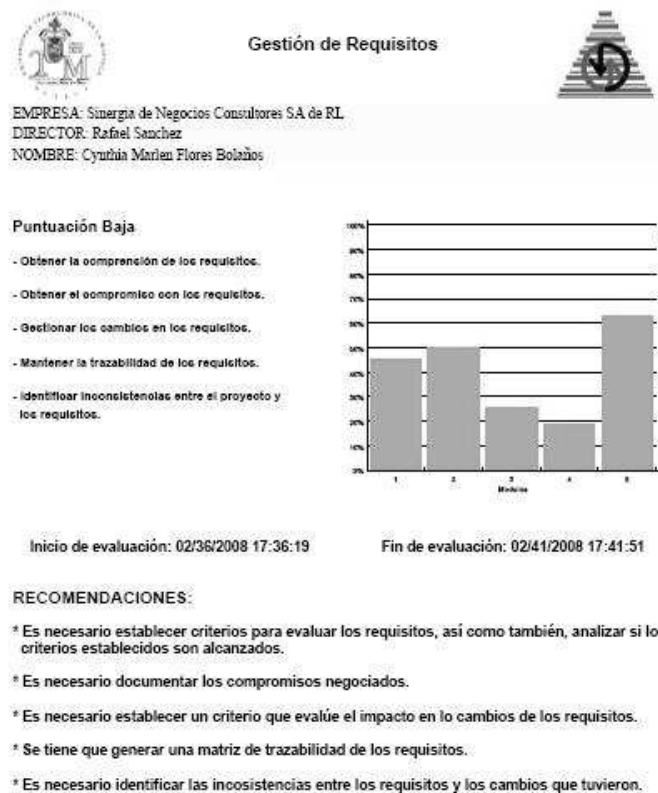 Gestión de Requisitos
EMPRESA: Sinergia de Negocios Consultores SA de RL
DIRECTOR: Rafael Sanchez
NOMBRE: Cynthia Marlen Flores Bolaños
Puntuación Baja
- Obtener la comprensión de los requisitos.
- Obtener el compromiso con los requisitos.
- Gestionar los cambios en los requisitos.
- Mantener la trazabilidad de los requisitos.
- Identificar inconsistencias entre el proyecto y
los requisitos.
100%
90%
80%
70%
60%
50%
40%
30%
20%
10%
0%
1 2 3 4 5
Modulos
Inicio de evaluación: 02/36/2008 17:36:19
Fin de evaluación: 02/41/2008 17:41:51
RECOMENDACIONES:
* Es necesario establecer criterios para evaluar los requisitos, así como también, analizar si lo
criterios establecidos son alcanzados.
* Es necesario documentar los compromisos negociados.
* Es necesario establecer un criterio que evalúe el impacto en lo cambios de los requisitos.
* Se tiene que generar una matriz de trazabilidad de los requisitos.
* Es necesario identificar las incosistencias entre los requisitos y los cambios que tuvieron.